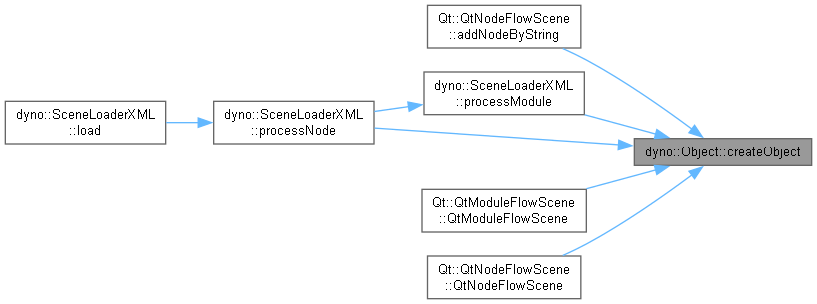 Qt::QtNodeFlowScene
::addNodeByString
dyno::SceneLoaderXML
::processModule
dyno::SceneLoaderXML
::load
dyno::SceneLoaderXML
::processNode
dyno::Object::createObject
Qt::QtModuleFlowScene
::QtModuleFlowScene
Qt::QtNodeFlowScene
::QtNodeFlowScene